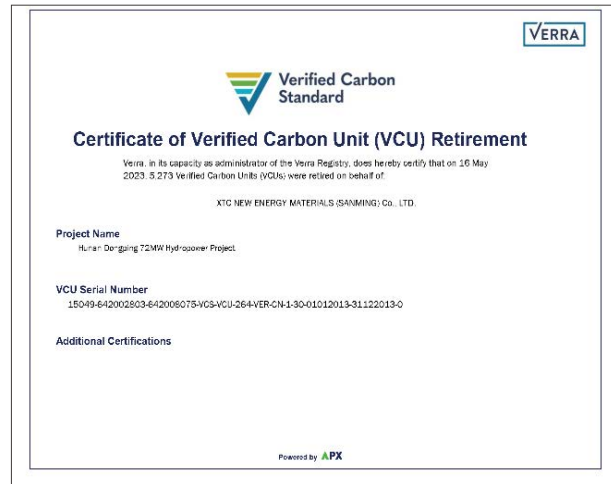 VERRA
Verified Carbon
Standard
Certificate of Verified Carbon Unit (VCU) Retirement
Verra, in its capacity as administrator of the Verra Registry, does hereby certify that on 16 May
2023, 5,273 Verified Carbon Units (VCUs) were retired on behalf of:
XTC NEW ENERGY MATERIALS (SANMING) Co., LTD.
Project Name
Hunan Dongping 72MW Hydropower Project
VCU Serial Number
15049-642002803-642008075-VCS-VCU-264-VER-CN-1-30-01012013-31122013-0
Additional Certifications
Powered by APX